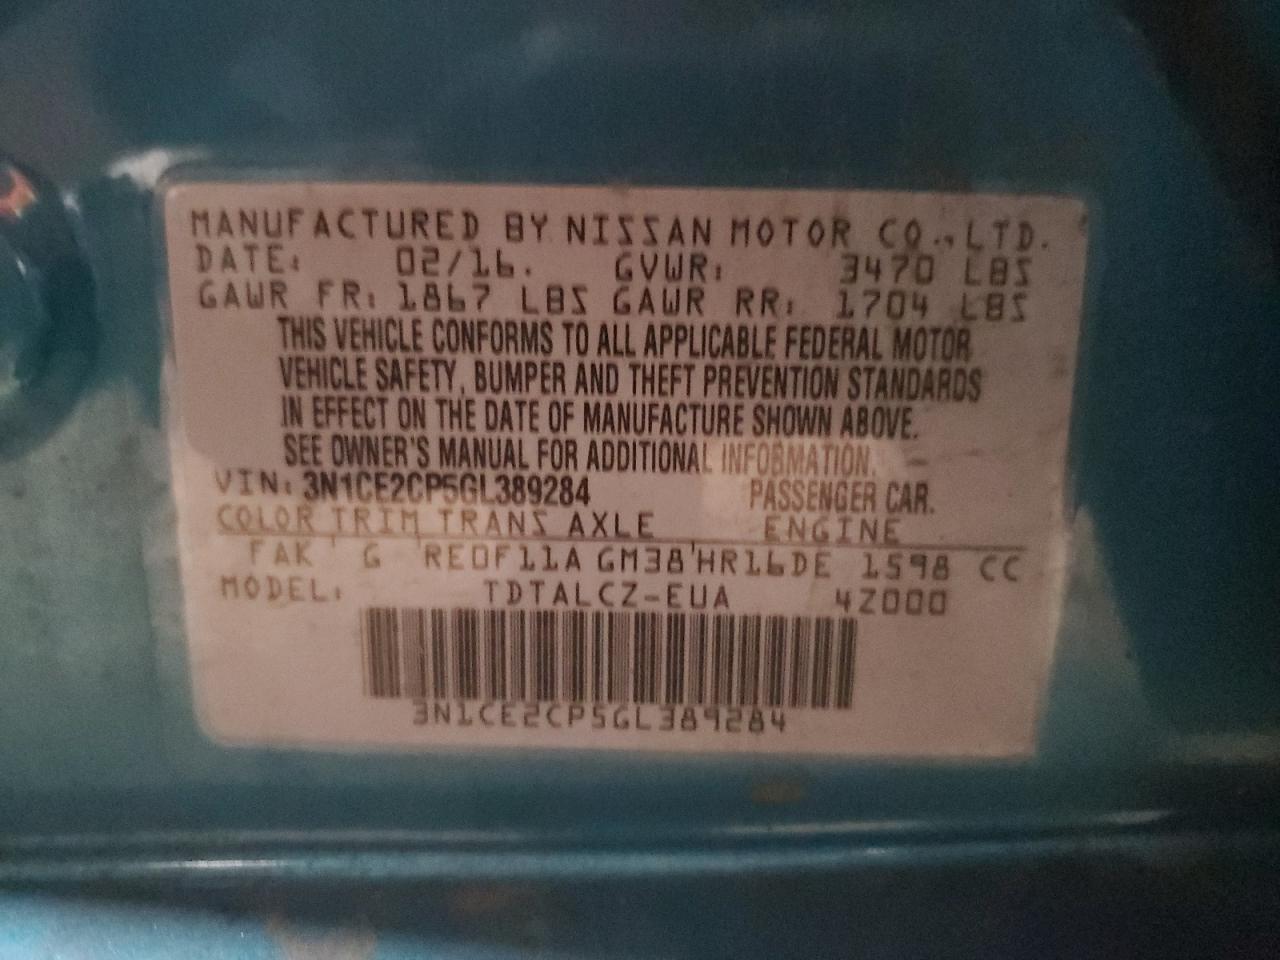 MANUFACTURED BY NISSAN MOTOR CO., LTD.
DATE: 02/16. GVWR: 3470 LBS
GAWR FR: 1867 LBS GAWR RR: 1704 LBS
THIS VEHICLE CONFORMS TO ALL APPLICABLE FEDERAL MOTOR
VEHICLE SAFETY, BUMPER AND THEFT PREVENTION STANDARDS
IN EFFECT ON THE DATE OF MANUFACTURE SHOWN ABOVE.
SEE OWNER'S MANUAL FOR ADDITIONAL INFORMATION.
VIN: 3N1CE2CP5GL389284 PASSENGER CAR.
COLOR TRIM TRANS AXLE ENGINE
FAK G RE0F11A GM38 HR16DE 1598 CC
MODEL: TDTALCZ-EUA 4Z000
3N1CE2CP5GL389284